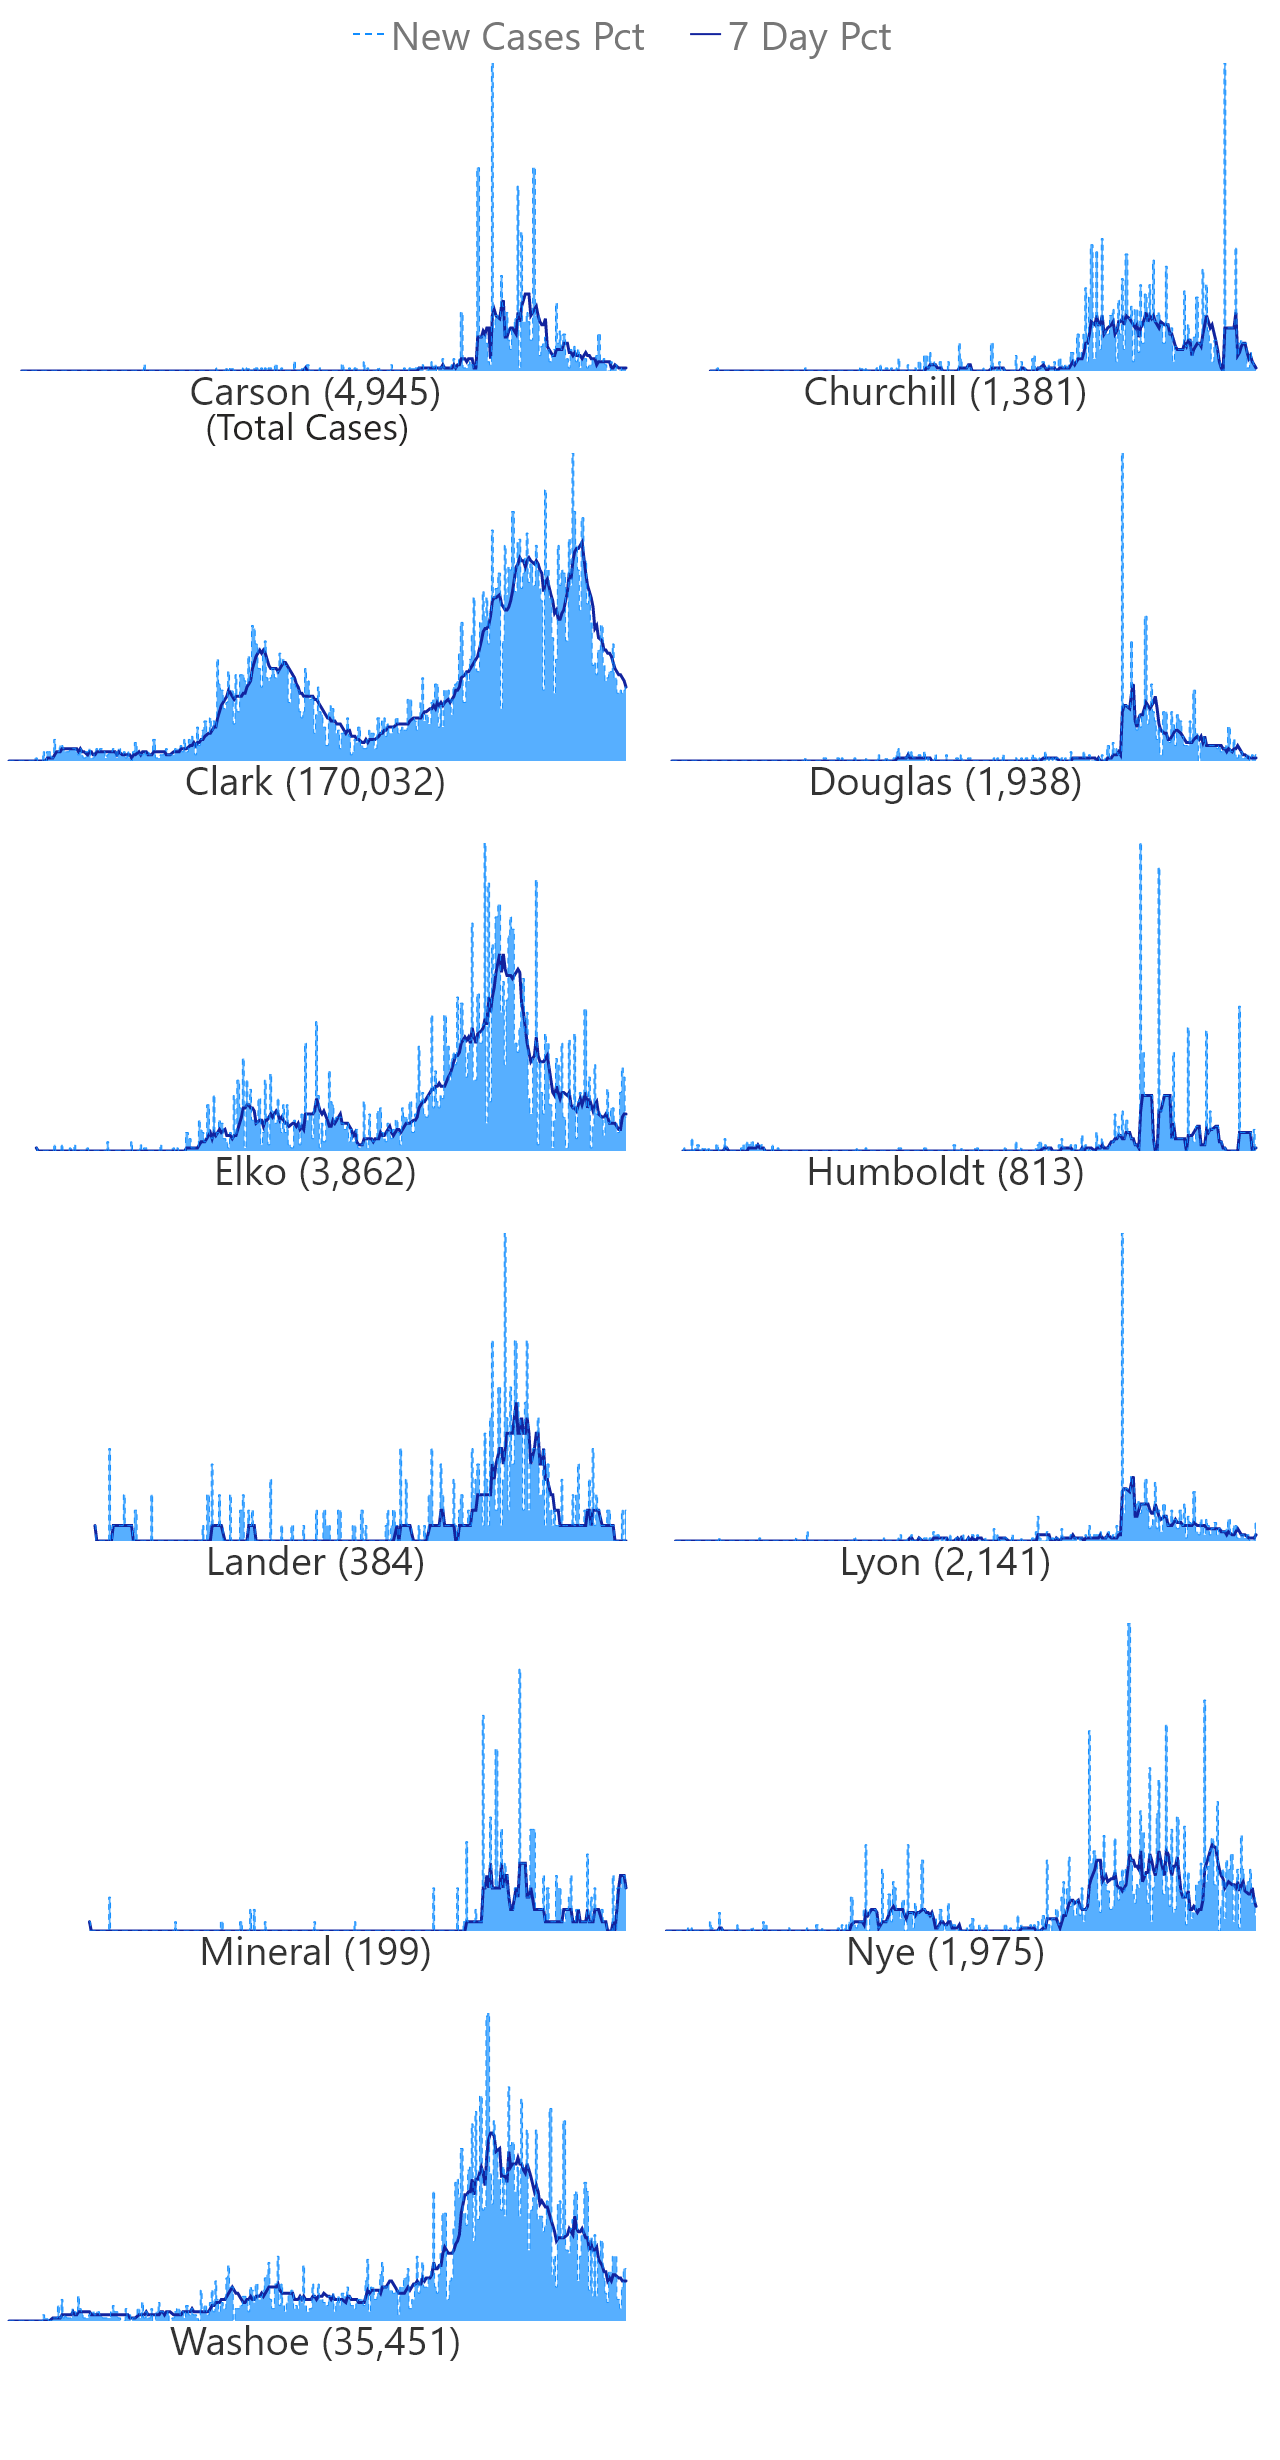 New Cases Pct 7 Day Pct
Carson (4,945) Churchill (1,381)
(Total Cases)
Clark (170,032) Douglas (1,938)
Elko (3,862) Humboldt (813)
Lander (384) Lyon (2,141)
Mineral (199) Nye (1,975)
Washoe (35,451)